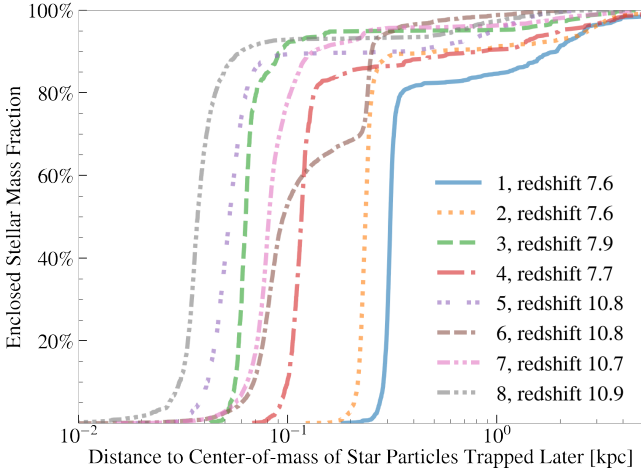 100%
80%
60%
40%
20%
Enclosed Stellar Mass Fraction
1, redshift 7.6
2, redshift 7.6
3, redshift 7.9
4, redshift 7.7
5, redshift 10.8
6, redshift 10.8
7, redshift 10.7
8, redshift 10.9
10⁻² 10⁻¹ 10⁰
Distance to Center-of-mass of Star Particles Trapped Later [kpc]